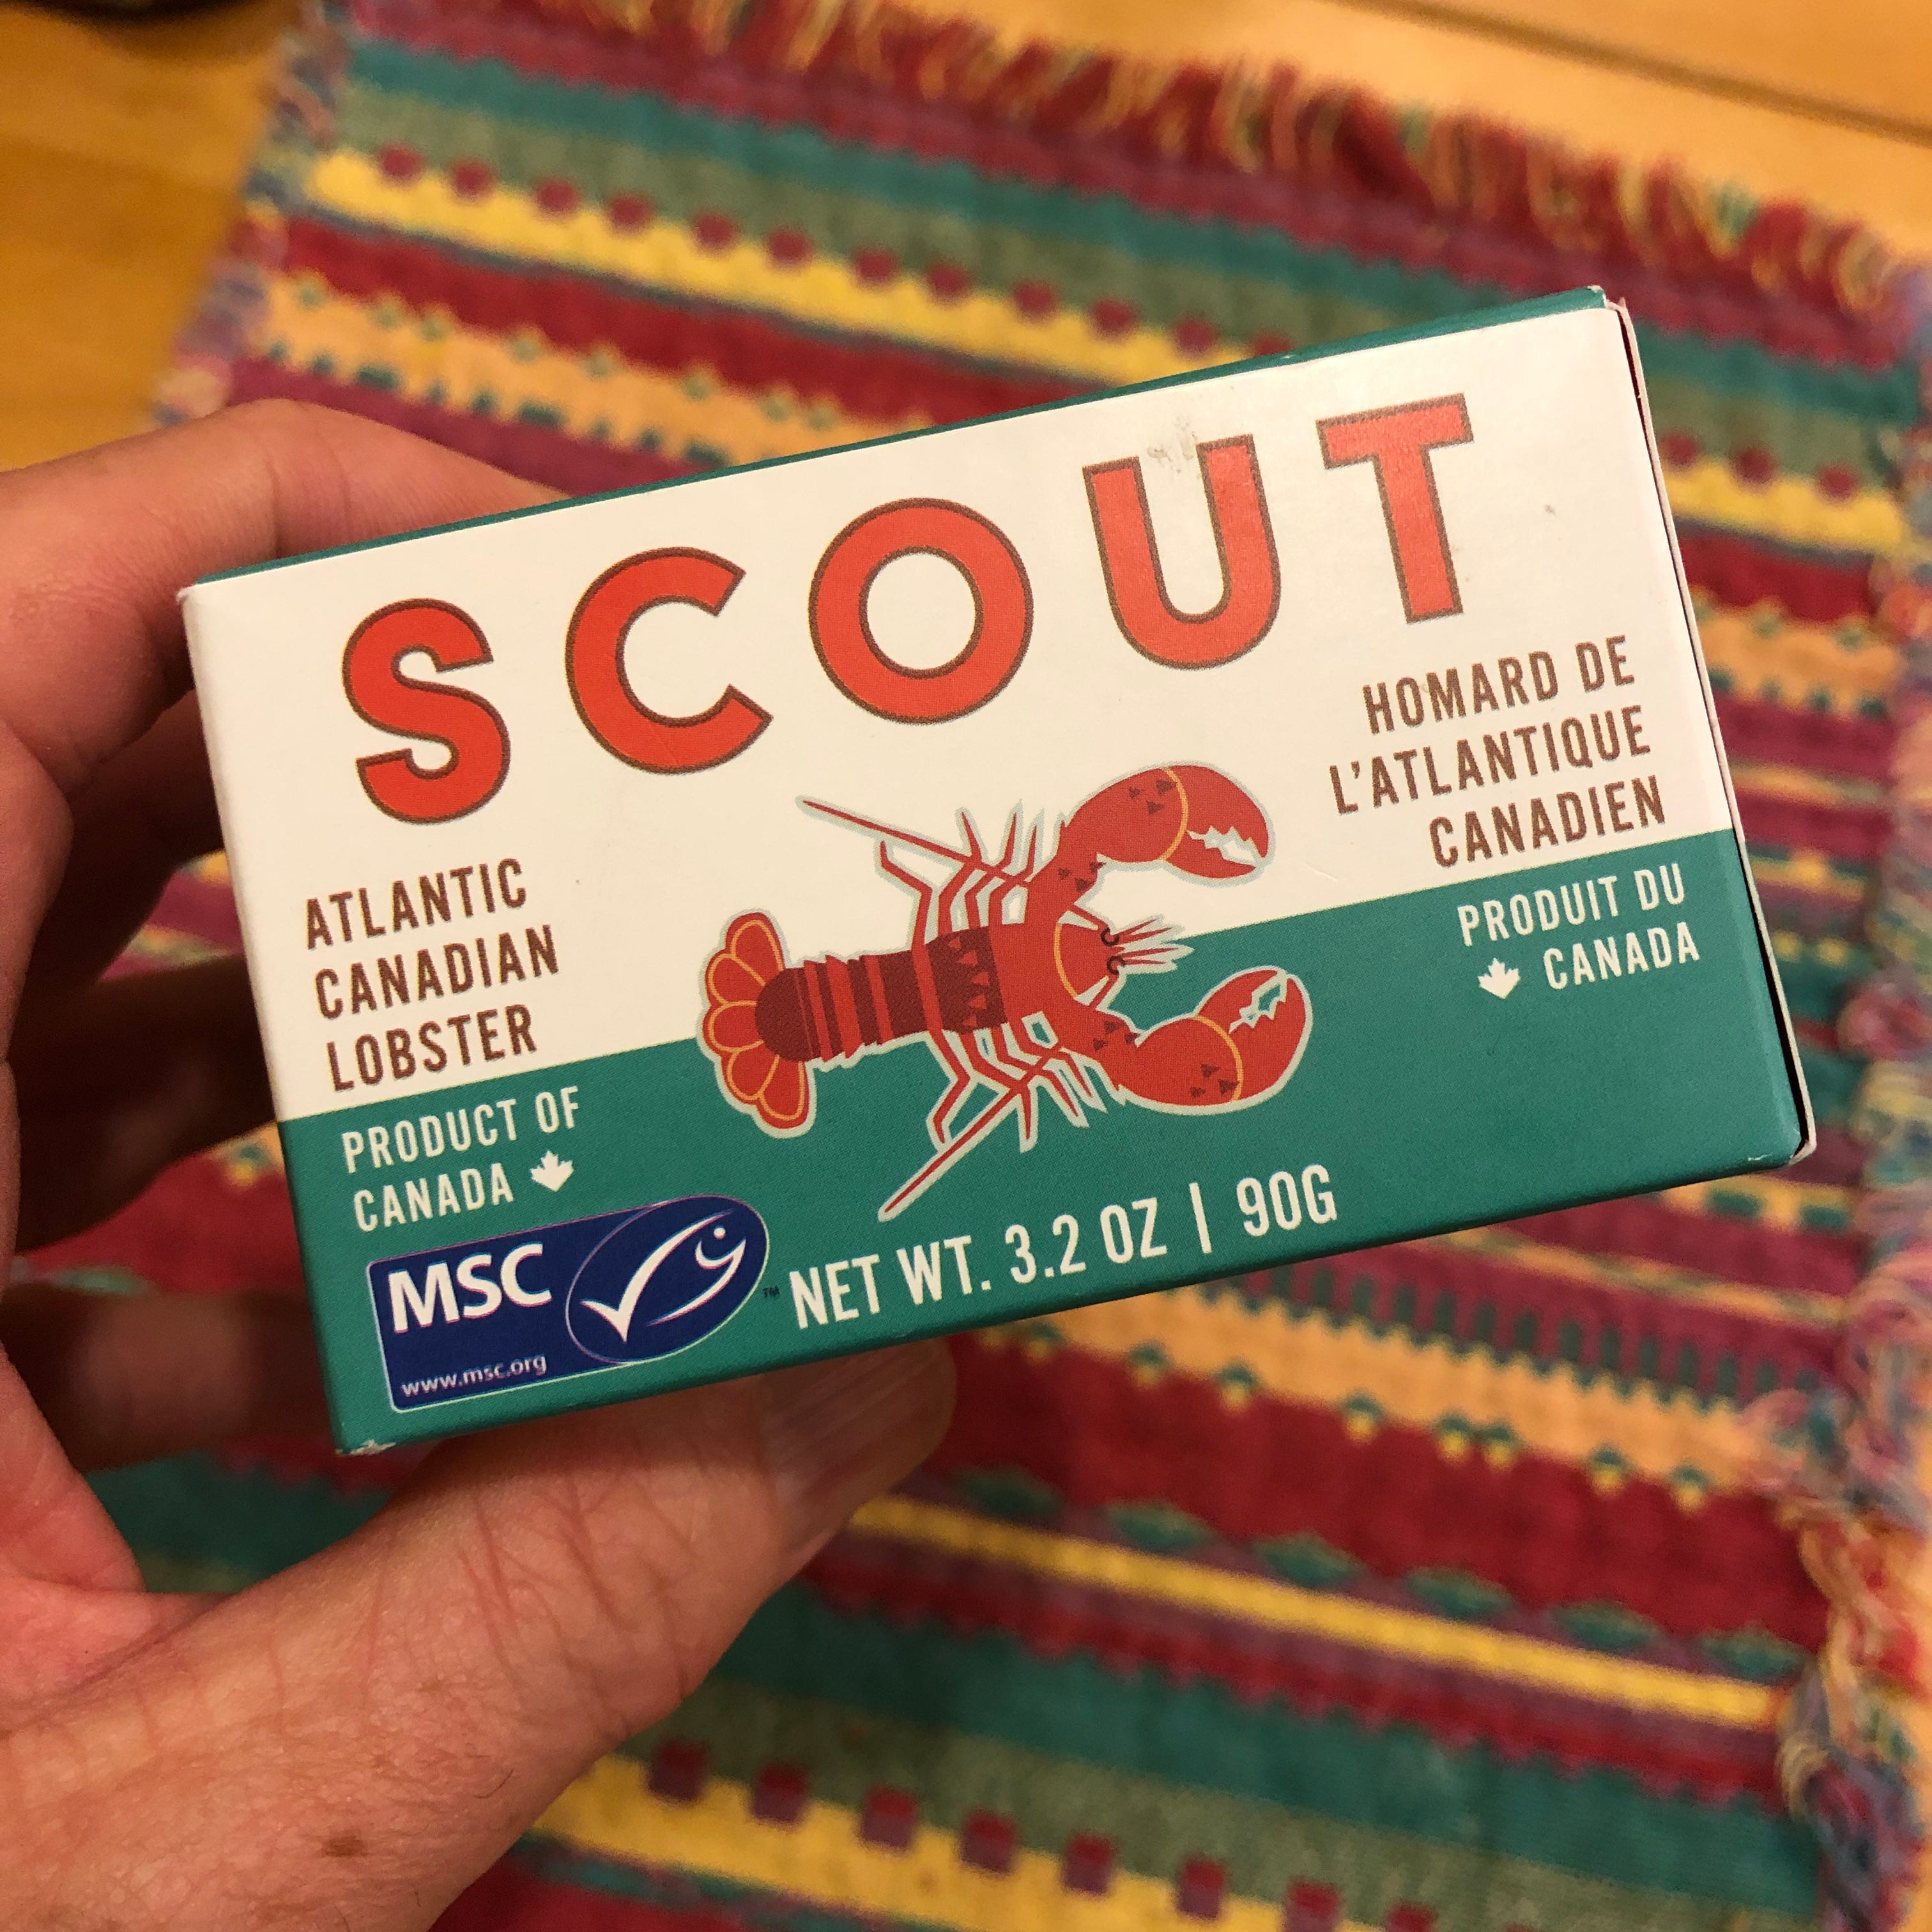 SCOUT
ATLANTIC
CANADIAN
LOBSTER
HOMARD DE
L'ATLANTIQUE
CANADIEN
PRODUCT OF
CANADA
PRODUIT DU
CANADA
MSC
www.msc.org
TM
NET WT. 3.2 OZ | 90G